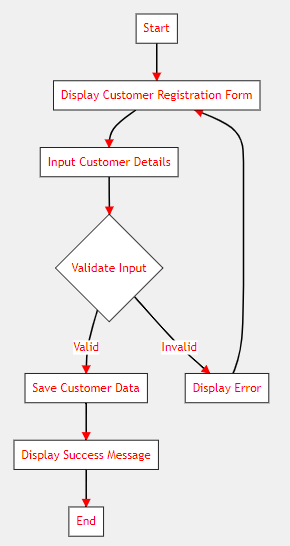 Start
Display Customer Registration Form
Input Customer Details
Validate Input
Valid
Invalid
Save Customer Data
Display Error
Display Success Message
End